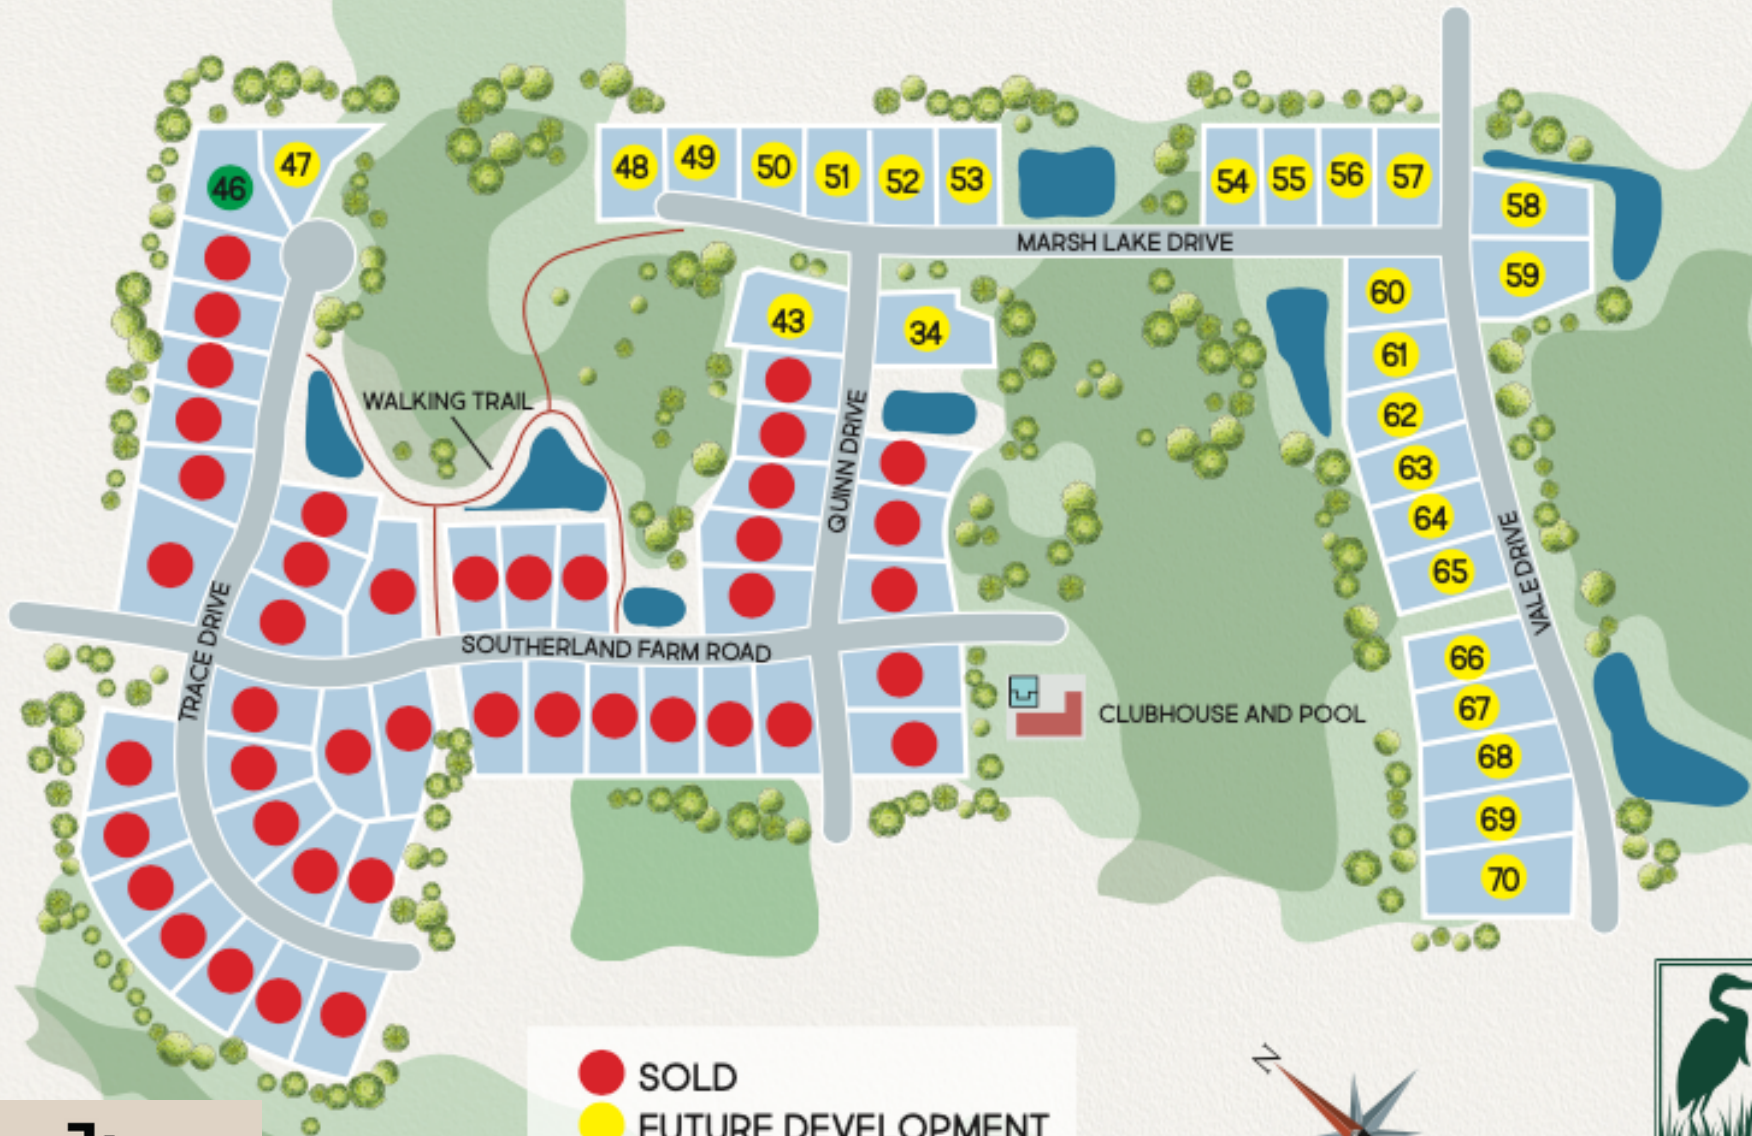 46
47
48
49
50
51
52
53
54
55
56
57
58
59
MARSH LAKE DRIVE
43
34
60
61
62
63
64
65
WALKING TRAIL
QUINN DRIVE
VALE DRIVE
TRACE DRIVE
SOUTHERLAND FARM ROAD
66
67
68
69
70
CLUBHOUSE AND POOL
SOLD
FUTURE DEVELOPMENT
N